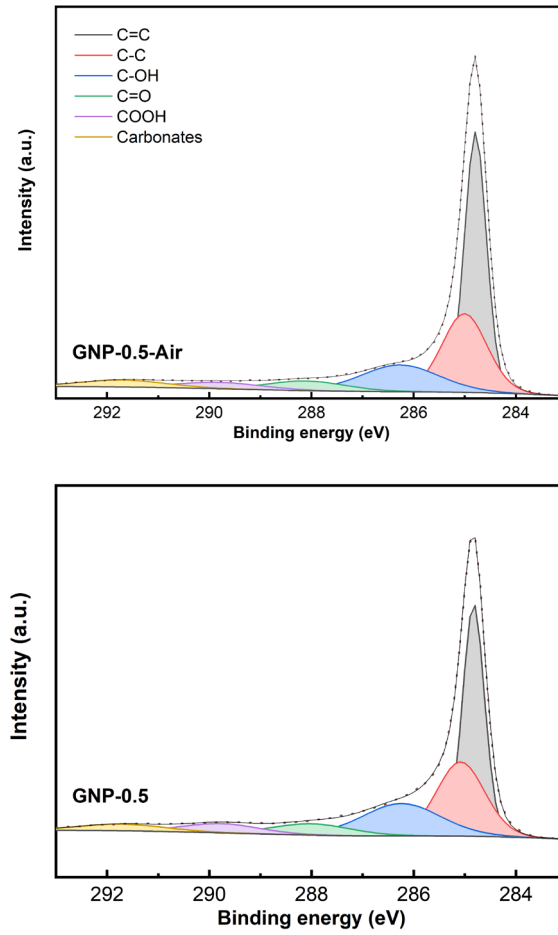 C=C
C-C
C-OH
C=O
COOH
Carbonates
Intensity (a.u.)
GNP-0.5-Air
292 290 288 286 284
Binding energy (eV)
Intensity (a.u.)
GNP-0.5
292 290 288 286 284
Binding energy (eV)